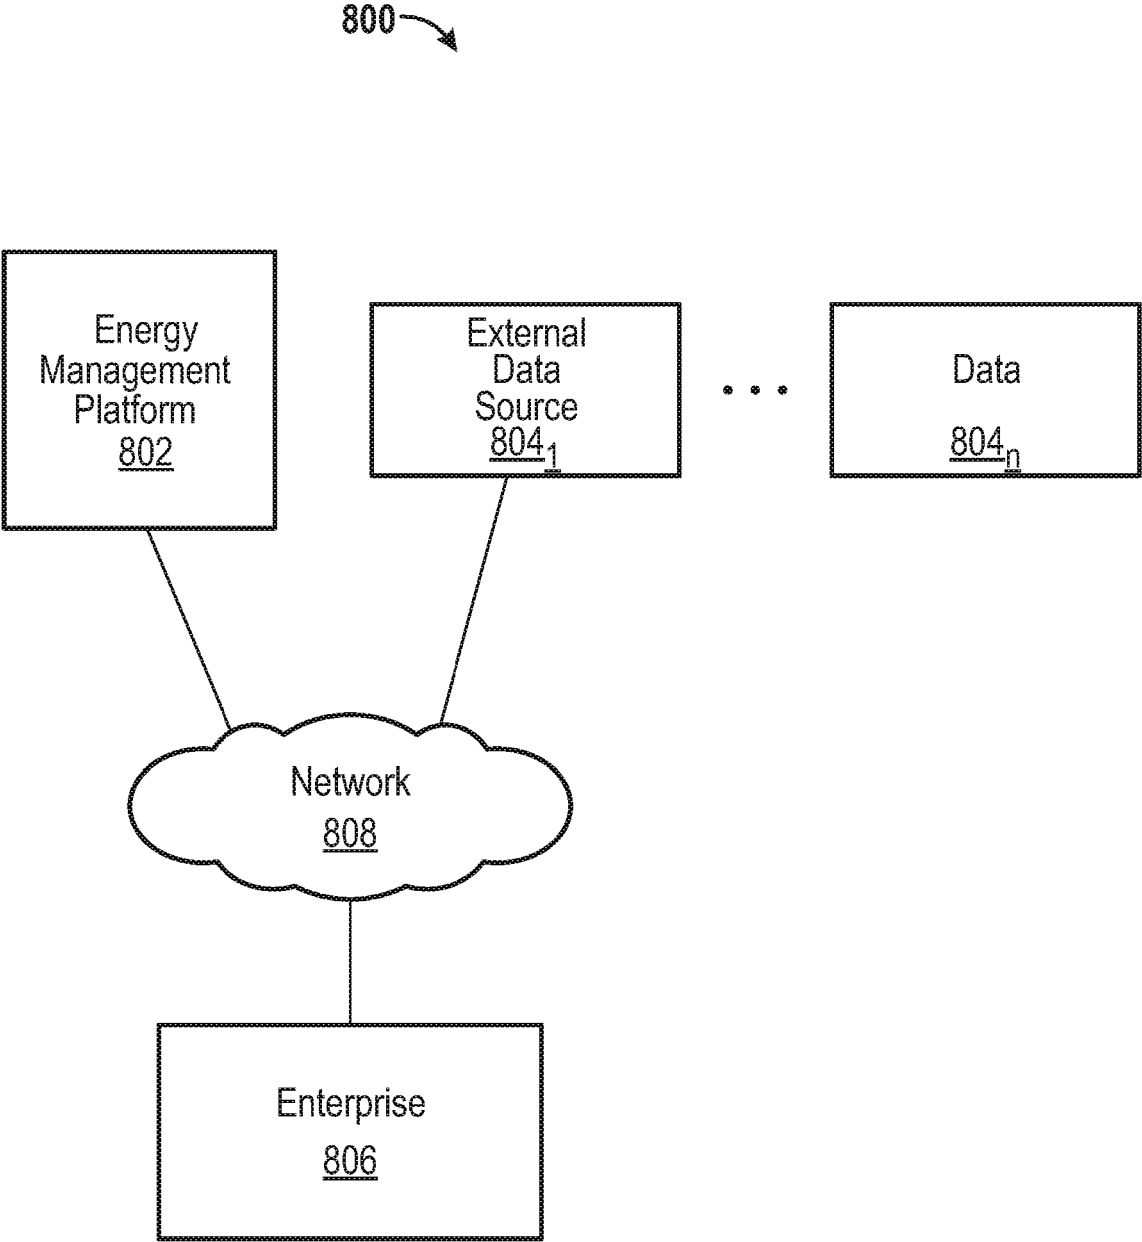 800
Energy
Management
Platform
802
External
Data
Source
804₁
Data
804ₙ
Network
808
Enterprise
806